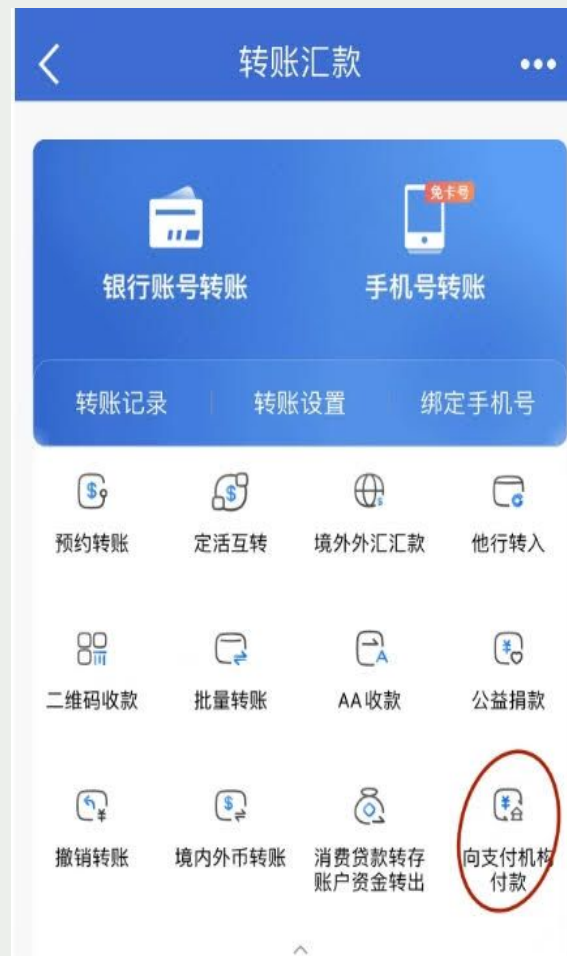 转账汇款
免卡号
银行账号转账 手机号转账
转账记录 转账设置 绑定手机号
预约转账 定活互转 境外外汇汇款 他行转入
二维码收款 批量转账 AA收款 公益捐款
撤销转账 境内外币转账 消费贷款转存 向支付机构
账户资金转出 付款